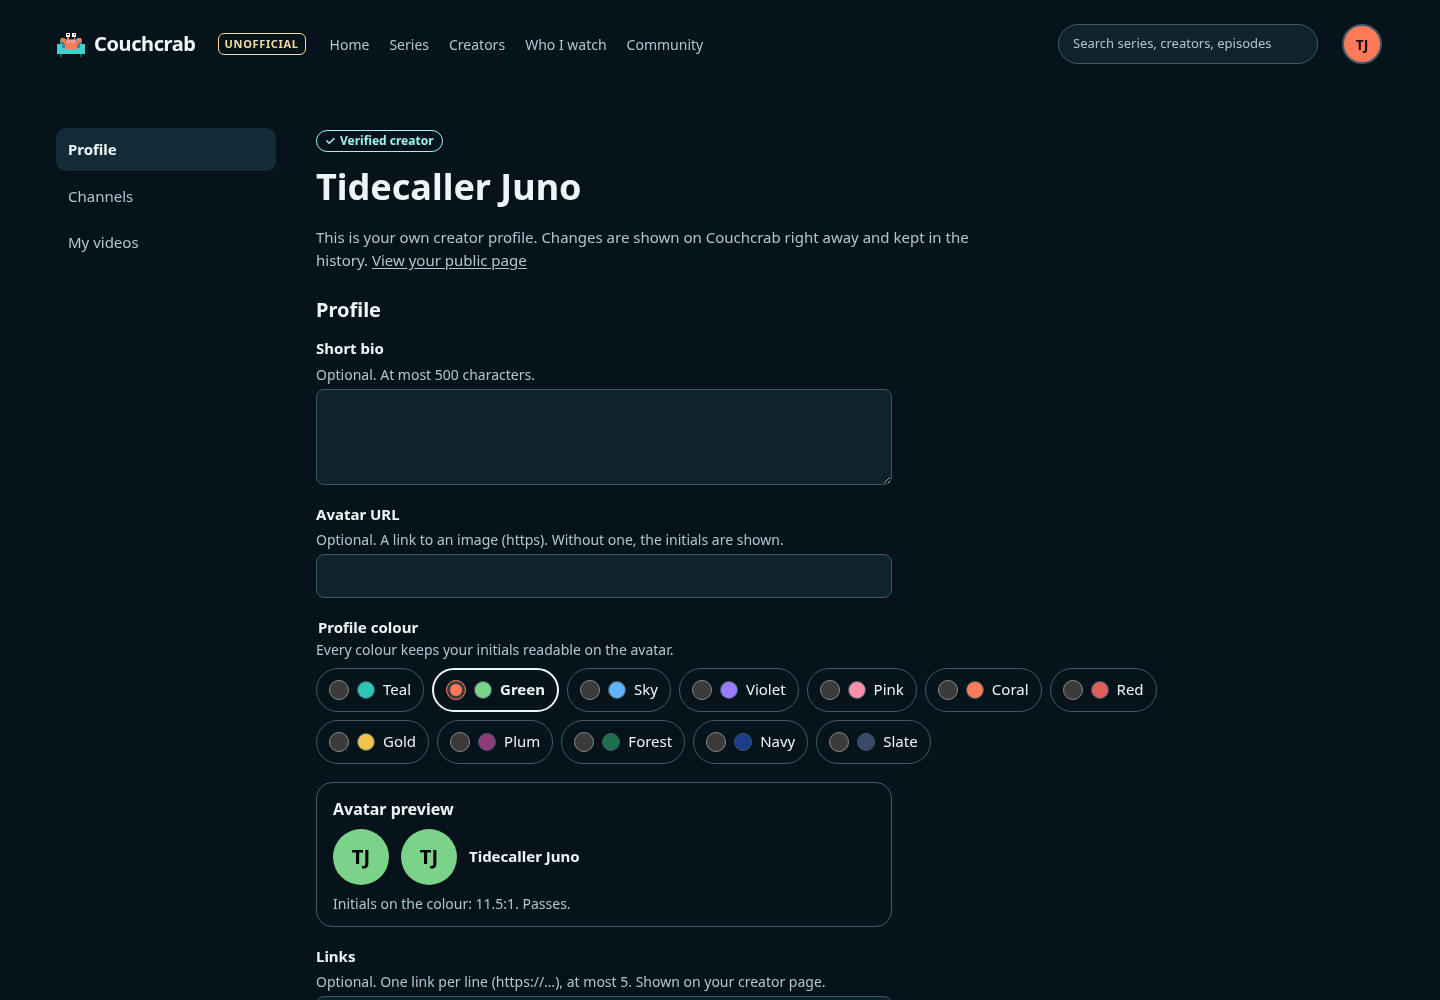 Couchcrab
UNOFFICIAL
Home
Series
Creators
Who I watch
Community
Search series, creators, episodes
TJ
Profile
Channels
My videos
✓ Verified creator
Tidecaller Juno
This is your own creator profile. Changes are shown on Couchcrab right away and kept in the
history. View your public page
Profile
Short bio
Optional. At most 500 characters.
Avatar URL
Optional. A link to an image (https). Without one, the initials are shown.
Profile colour
Every colour keeps your initials readable on the avatar.
Teal
Green
Sky
Violet
Pink
Coral
Red
Gold
Plum
Forest
Navy
Slate
Avatar preview
TJ
TJ
Tidecaller Juno
Initials on the colour: 11.5:1. Passes.
Links
Optional. One link per line (https://…), at most 5. Shown on your creator page.